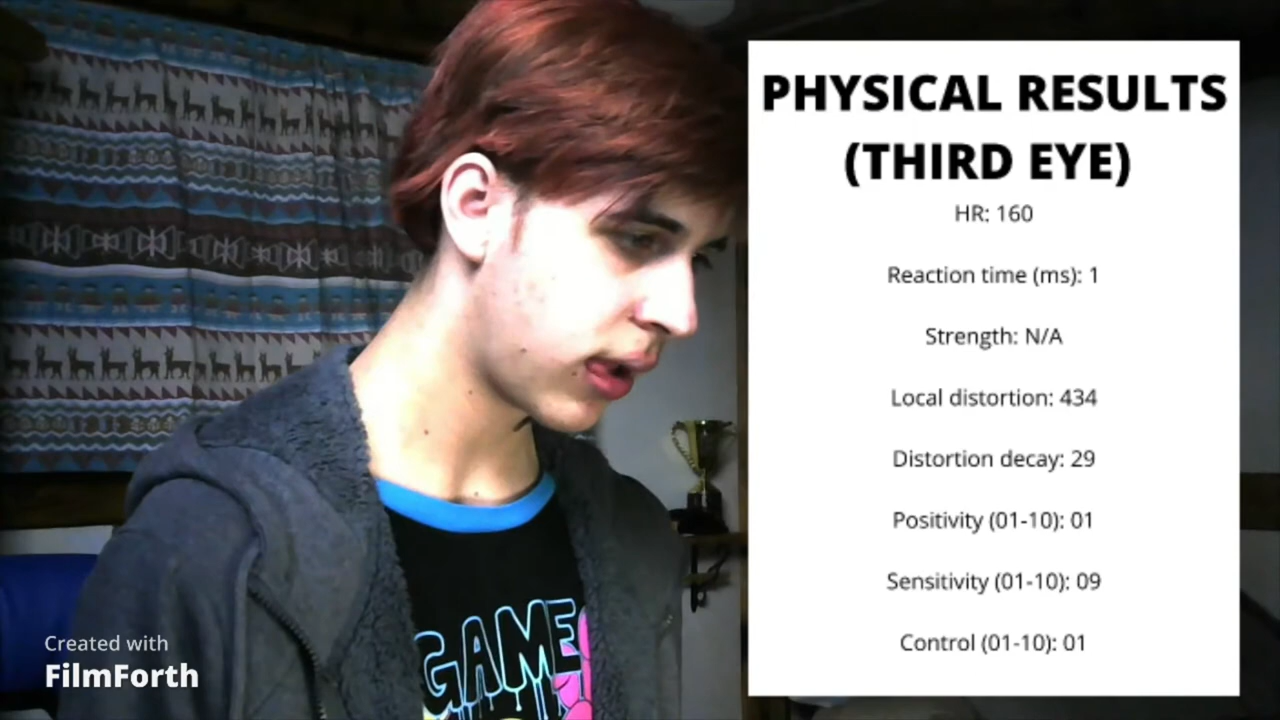 PHYSICAL RESULTS
(THIRD EYE)
HR: 160
Reaction time (ms): 1
Strength: N/A
Local distortion: 434
Distortion decay: 29
Positivity (01-10): 01
Sensitivity (01-10): 09
Control (01-10): 01
GAME
Created with
FilmForth